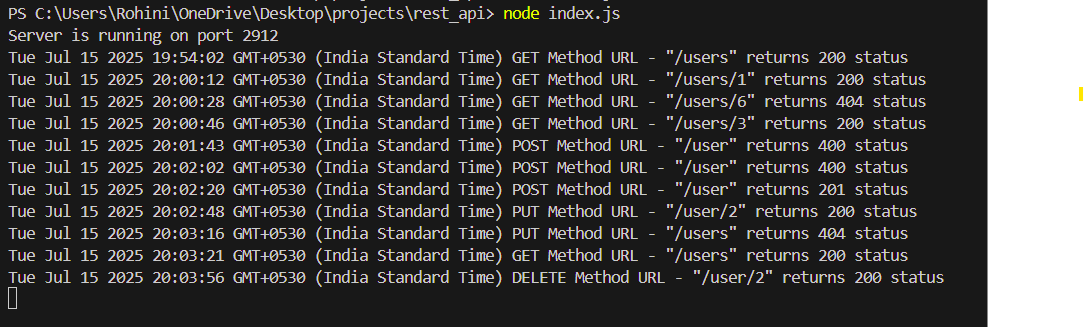 PS C:\Users\Rohini\OneDrive\Desktop\projects\rest_api> node index.js
Server is running on port 2912
Tue Jul 15 2025 19:54:02 GMT+0530 (India Standard Time) GET Method URL - "/users" returns 200 status
Tue Jul 15 2025 20:00:12 GMT+0530 (India Standard Time) GET Method URL - "/users/1" returns 200 status
Tue Jul 15 2025 20:00:28 GMT+0530 (India Standard Time) GET Method URL - "/users/6" returns 404 status
Tue Jul 15 2025 20:00:46 GMT+0530 (India Standard Time) GET Method URL - "/users/3" returns 200 status
Tue Jul 15 2025 20:01:43 GMT+0530 (India Standard Time) POST Method URL - "/user" returns 400 status
Tue Jul 15 2025 20:02:02 GMT+0530 (India Standard Time) POST Method URL - "/user" returns 400 status
Tue Jul 15 2025 20:02:20 GMT+0530 (India Standard Time) POST Method URL - "/user" returns 201 status
Tue Jul 15 2025 20:02:48 GMT+0530 (India Standard Time) PUT Method URL - "/user/2" returns 200 status
Tue Jul 15 2025 20:03:16 GMT+0530 (India Standard Time) PUT Method URL - "/users" returns 404 status
Tue Jul 15 2025 20:03:21 GMT+0530 (India Standard Time) GET Method URL - "/users" returns 200 status
Tue Jul 15 2025 20:03:56 GMT+0530 (India Standard Time) DELETE Method URL - "/user/2" returns 200 status